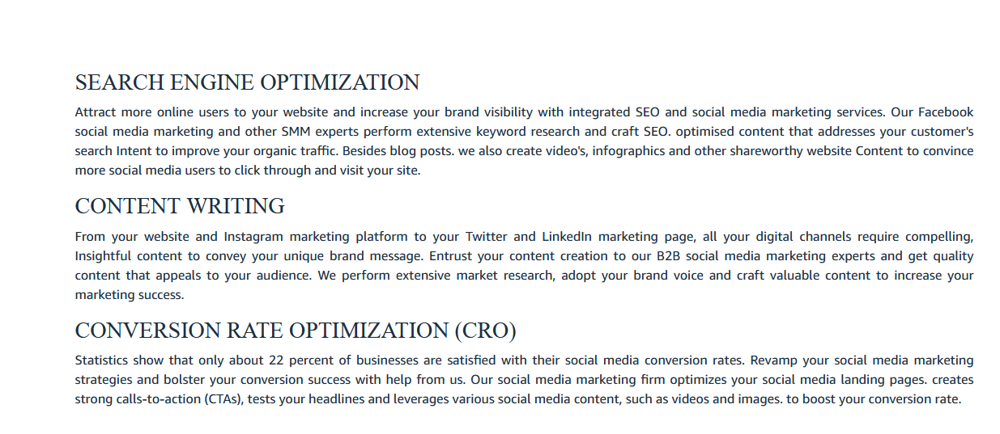 SEARCH ENGINE OPTIMIZATION
Attract more online users to your website and increase your brand visibility with integrated SEO and social media marketing services. Our Facebook
social media marketing and other SMM experts perform extensive keyword research and craft SEO. optimised content that addresses your customer's
search Intent to improve your organic traffic. Besides blog posts. we also create video's, infographics and other shareworthy website Content to convince
more social media users to click through and visit your site.
CONTENT WRITING
From your website and Instagram marketing platform to your Twitter and LinkedIn marketing page, all your digital channels require compelling,
Insightful content to convey your unique brand message. Entrust your content creation to our B2B social media marketing experts and get quality
content that appeals to your audience. We perform extensive market research, adopt your brand voice and craft valuable content to increase your
marketing success.
CONVERSION RATE OPTIMIZATION (CRO)
Statistics show that only about 22 percent of businesses are satisfied with their social media conversion rates. Revamp your social media marketing
strategies and bolster your conversion success with help from us. Our social media marketing firm optimizes your social media landing pages. creates
strong calls-to-action (CTAs), tests your headlines and leverages various social media content, such as videos and images. to boost your conversion rate.